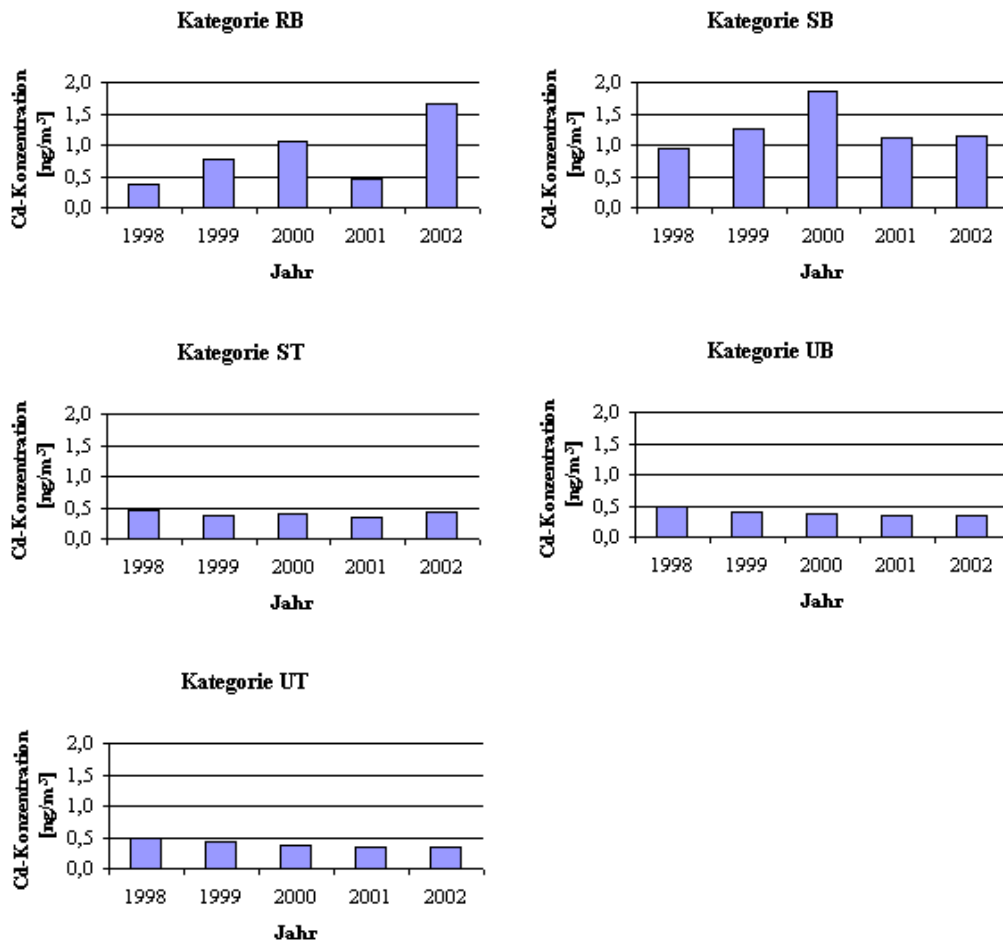 Kategorie RB
Cd-Konzentration
[ng/m³]
2,0
1,5
1,0
0,5
0,0
1998 1999 2000 2001 2002
Jahr
Kategorie SB
Cd-Konzentration
[ng/m³]
2,0
1,5
1,0
0,5
0,0
1998 1999 2000 2001 2002
Jahr
Kategorie ST
Cd-Konzentration
[ng/m³]
2,0
1,5
1,0
0,5
0,0
1998 1999 2000 2001 2002
Jahr
Kategorie UB
Cd-Konzentration
[ng/m³]
2,0
1,5
1,0
0,5
0,0
1998 1999 2000 2001 2002
Jahr
Kategorie UT
Cd-Konzentration
[ng/m³]
2,0
1,5
1,0
0,5
0,0
1998 1999 2000 2001 2002
Jahr